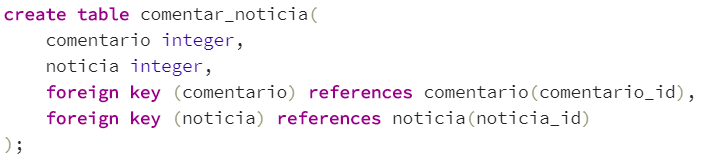 create table comentar_noticia(
    comentario integer,
    noticia integer,
    foreign key (comentario) references comentario(comentario_id),
    foreign key (noticia) references noticia(noticia_id)
);